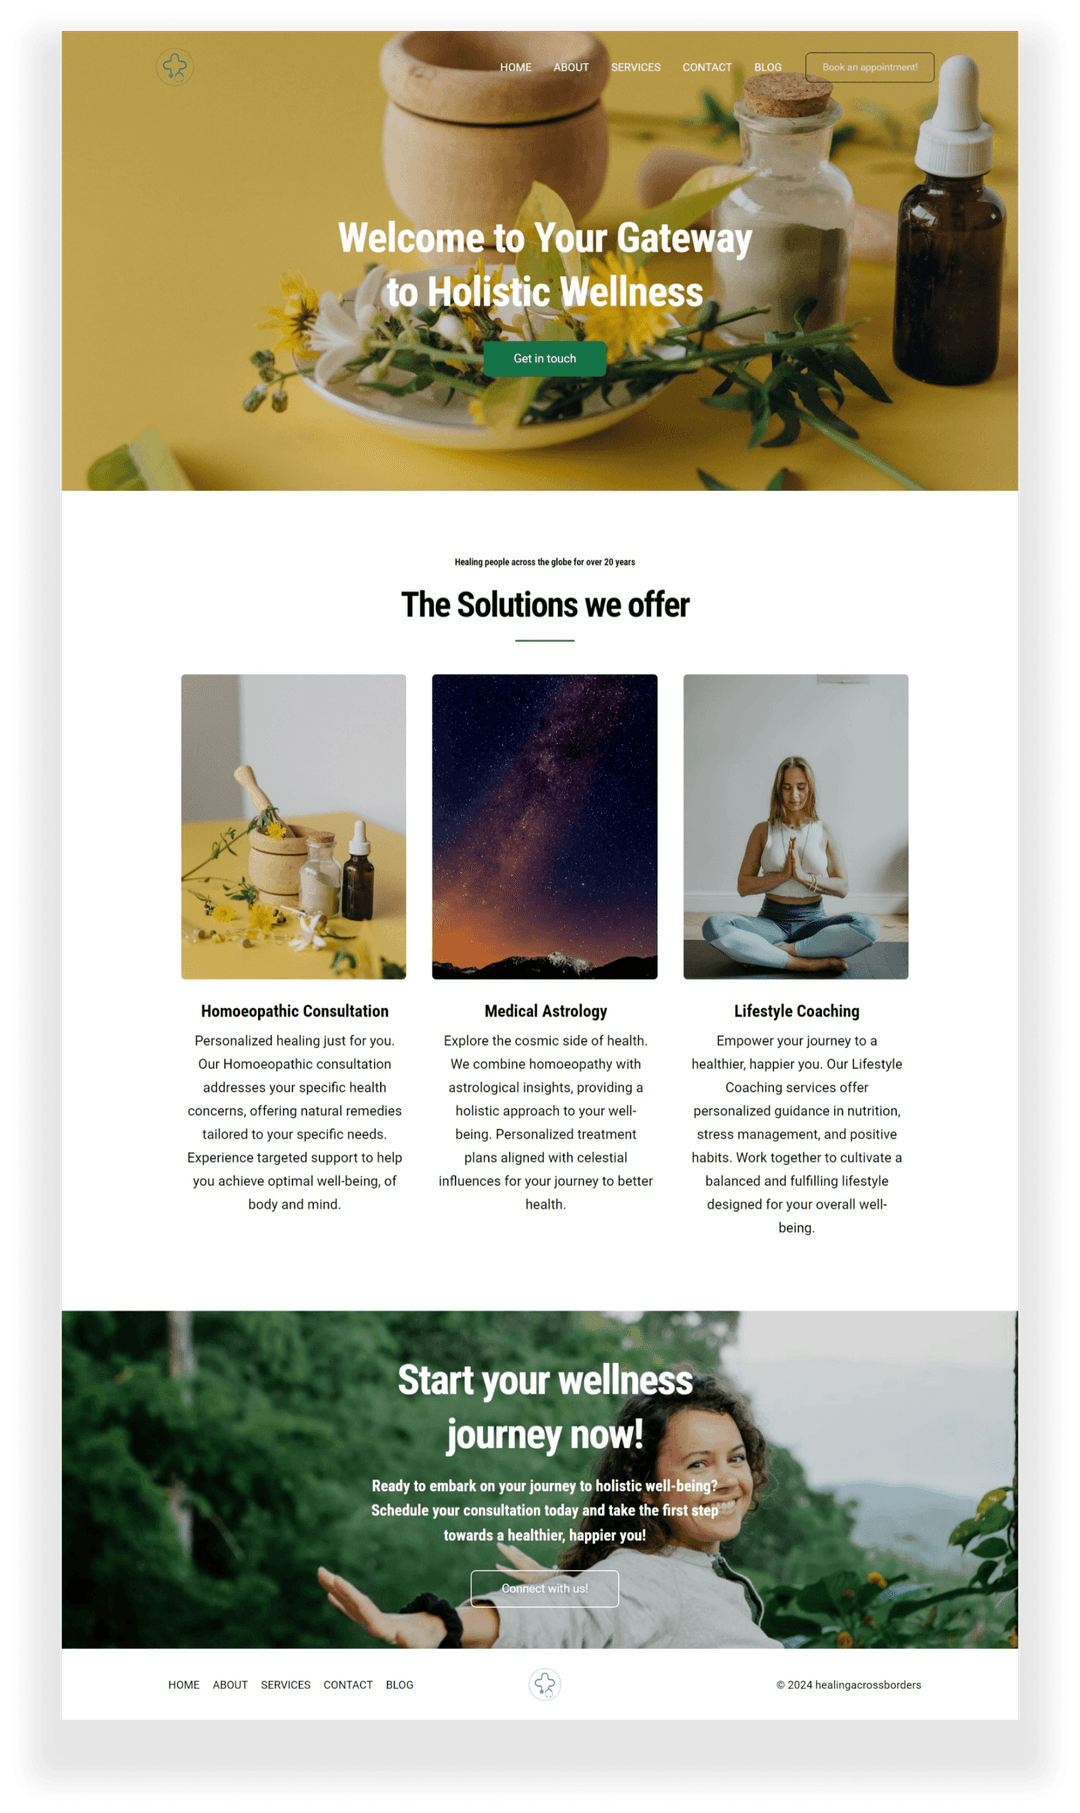 HOME ABOUT SERVICES CONTACT BLOG Book an appointment!
Welcome to Your Gateway
to Holistic Wellness
Get in touch
Healing people across the globe for over 20 years
The Solutions we offer
Homoeopathic Consultation
Personalized healing just for you.
Our Homoeopathic consultation
addresses your specific health
concerns, offering natural remedies
tailored to your specific needs.
Experience targeted support to help
you achieve optimal well-being, of
body and mind.
Medical Astrology
Explore the cosmic side of health.
We combine homoeopathy with
astrological insights, providing a
holistic approach to your well-
being. Personalized treatment
plans aligned with celestial
influences for your journey to better
health.
Lifestyle Coaching
Empower your journey to a
healthier, happier you. Our Lifestyle
Coaching services offer
personalized guidance in nutrition,
stress management, and positive
habits. Work together to cultivate a
balanced and fulfilling lifestyle
designed for your overall well-
being.
Start your wellness
journey now!
Ready to embark on your journey to holistic well-being?
Schedule your consultation today and take the first step
towards a healthier, happier you!
Connect with us!
HOME ABOUT SERVICES CONTACT BLOG © 2024 healingacrossborders